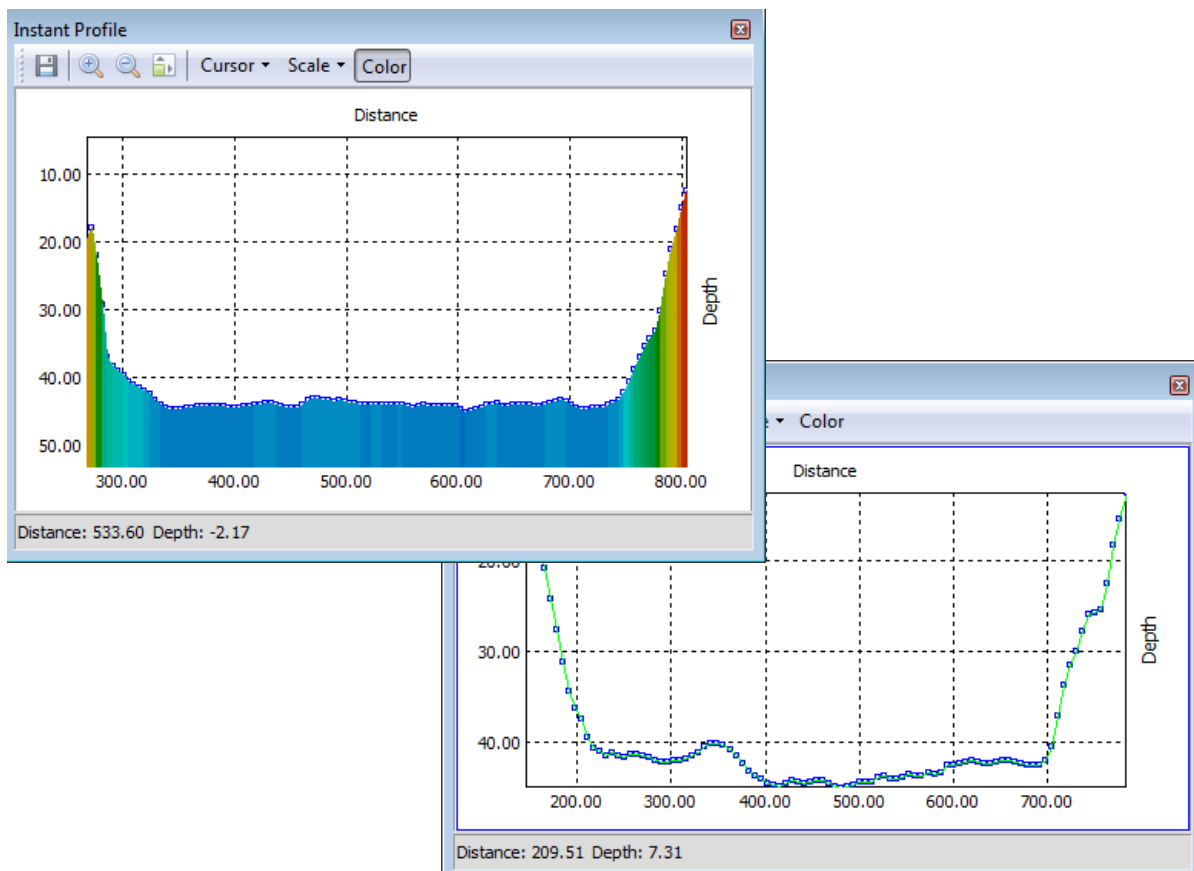 Instant Profile
Cursor Scale Color
Distance
10.00
20.00
30.00
40.00
50.00
Depth
300.00 400.00 500.00 600.00 700.00 800.00
Distance: 533.60 Depth: -2.17
Color
Distance
20.00
30.00
40.00
Depth
200.00 300.00 400.00 500.00 600.00 700.00
Distance: 209.51 Depth: 7.31